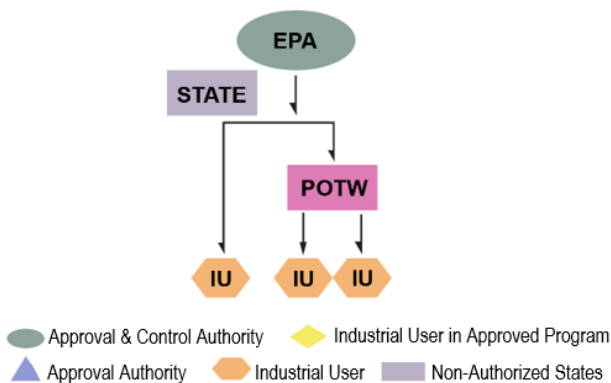 EPA
STATE
POTW
IU IU IU
Approval & Control Authority Industrial User in Approved Program
Approval Authority Industrial User Non-Authorized States